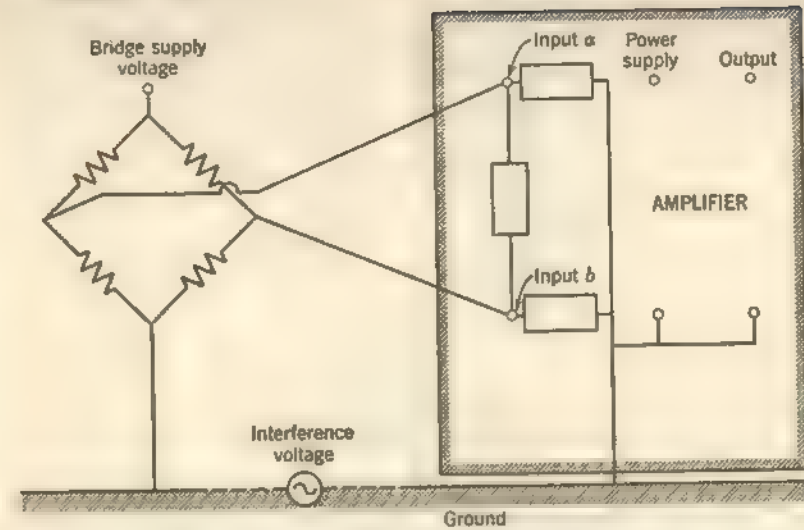 Bridge supply
voltage
Input a
Power
supply
Output
AMPLIFIER
Input b
Interference
voltage
Ground